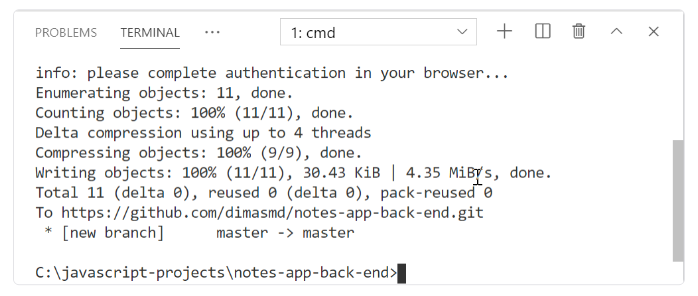 PROBLEMS TERMINAL ··· 1: cmd
info: please complete authentication in your browser...
Enumerating objects: 11, done.
Counting objects: 100% (11/11), done.
Delta compression using up to 4 threads
Compressing objects: 100% (9/9), done.
Writing objects: 100% (11/11), 30.43 KiB | 4.35 MiB/s, done.
Total 11 (delta 0), reused 0 (delta 0), pack-reused 0
To https://github.com/dimasmd/notes-app-back-end.git
 * [new branch]      master -> master
C:\javascript-projects\notes-app-back-end>